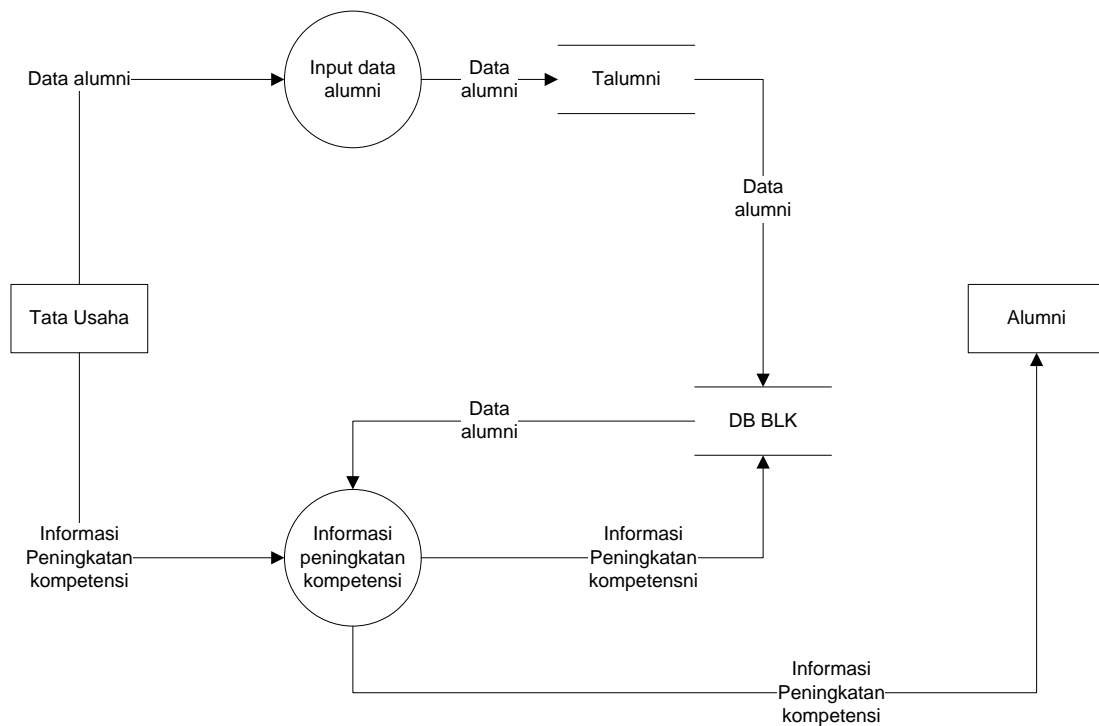 Data alumni
Input data
alumni
Data
alumni
Talumni
Data
alumni
Tata Usaha
Alumni
Data
alumni
DB BLK
Informasi
Peningkatan
kompetensi
Informasi
peningkatan
kompetensi
Informasi
Peningkatan
kompetensni
Informasi
Peningkatan
kompetensi